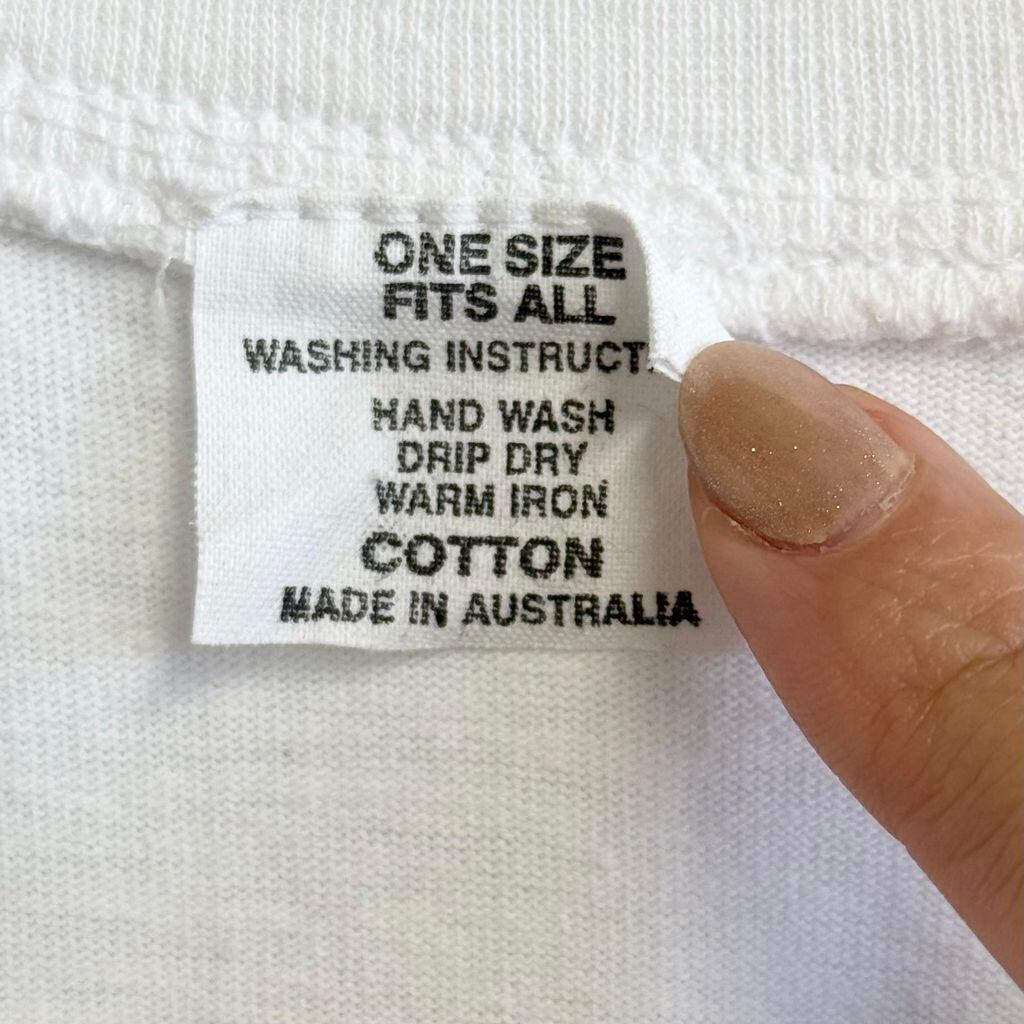 ONE SIZE
FITS ALL
WASHING INSTRUCT
HAND WASH
DRIP DRY
WARM IRON
COTTON
MADE IN AUSTRALIA